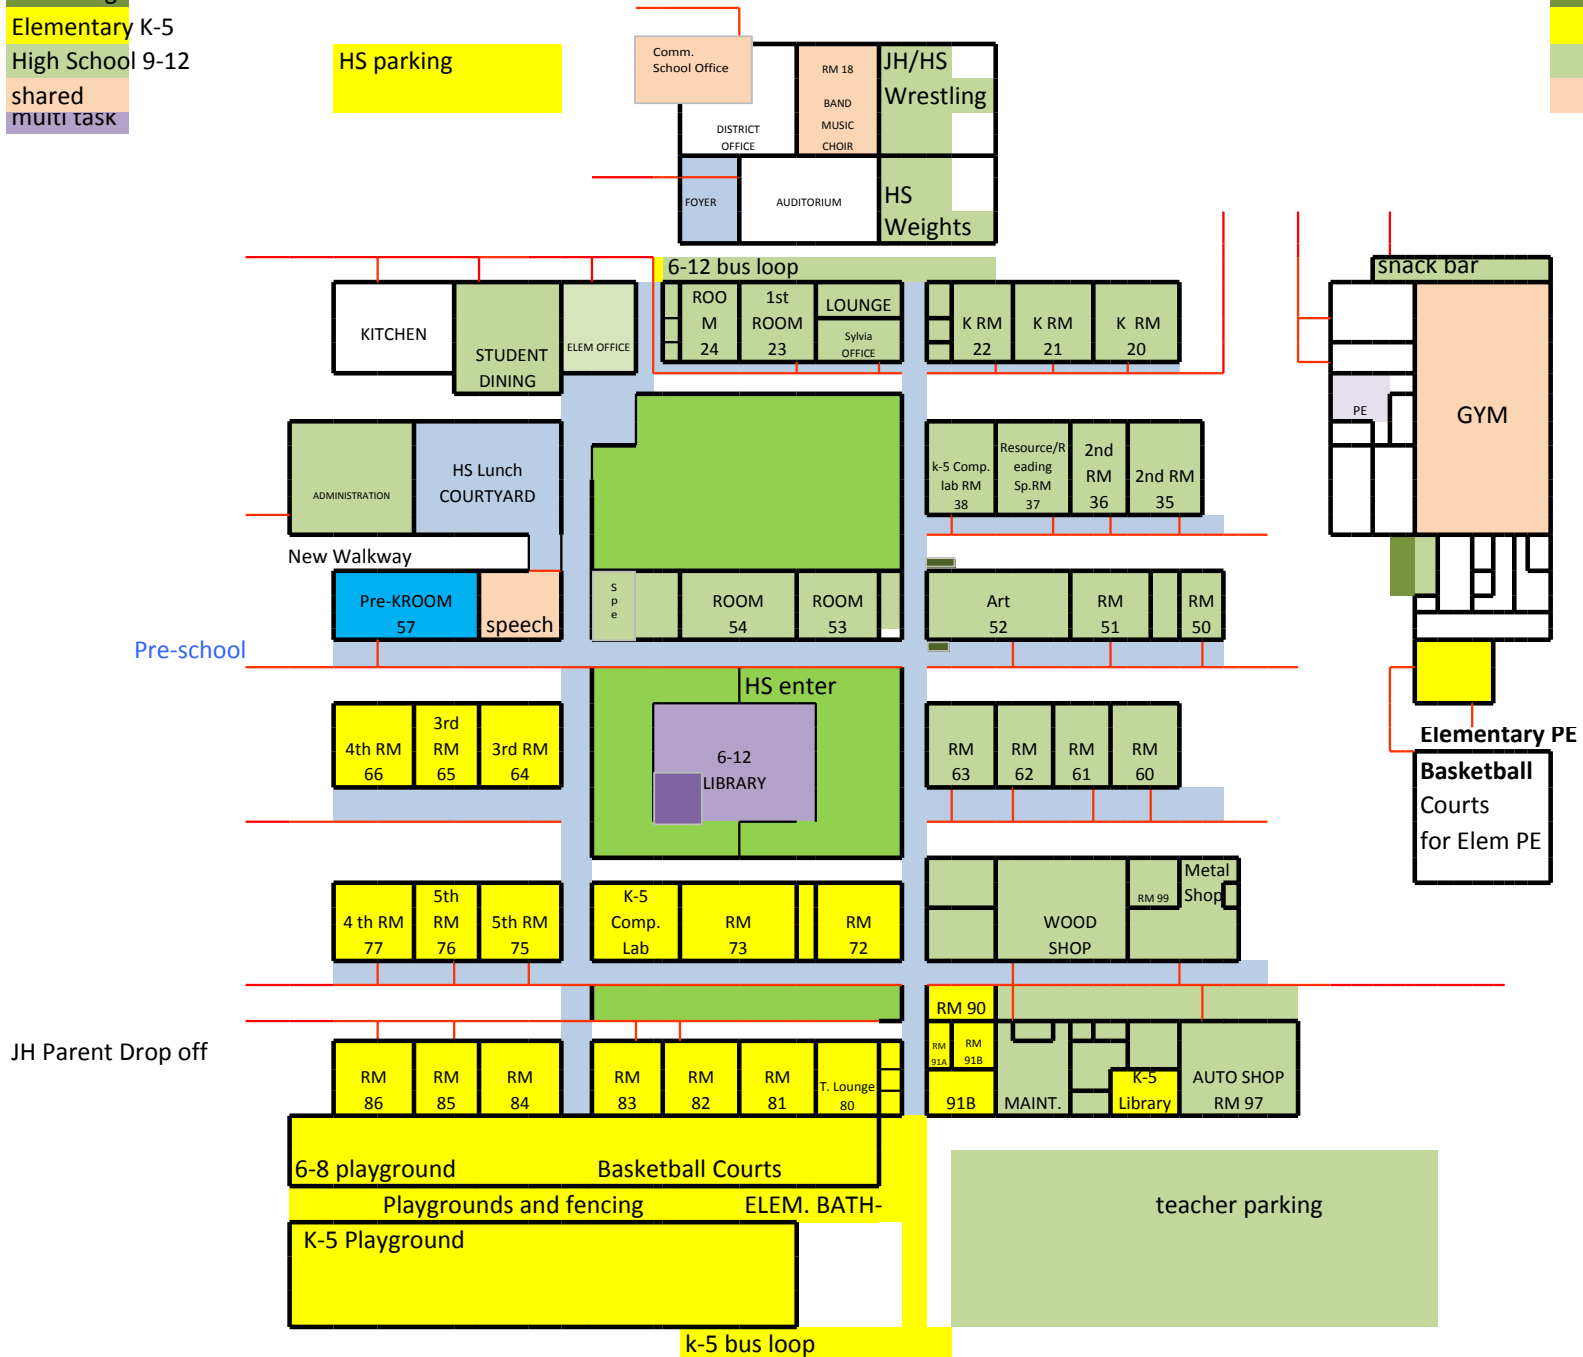 Elementary K-5
High School 9-12
shared
multi task
HS parking
Comm.
School Office
DISTRICT
OFFICE
RM 18
BAND
MUSIC
CHOIR
JH/HS
Wrestling
FOYER
AUDITORIUM
HS
Weights
6-12 bus loop
KITCHEN
STUDENT
DINING
ELEM OFFICE
ROO
M
24
1st
ROOM
23
LOUNGE
Sylvia
OFFICE
K RM
22
K RM
21
K RM
20
snack bar
PE
GYM
ADMINISTRATION
HS Lunch
COURTYARD
k-5 Comp.
lab RM
38
Resource/R
eading
Sp.RM
37
2nd
RM
36
2nd RM
35
New Walkway
Pre-KROOM
57
speech
S
p
e
ROOM
54
ROOM
53
Art
52
RM
51
RM
50
Pre-school
HS enter
4th RM
66
3rd
RM
65
3rd RM
64
6-12
LIBRARY
RM
63
RM
62
RM
61
RM
60
Elementary PE
Basketball
Courts
for Elem PE
4 th RM
77
5th
RM
76
5th RM
75
K-5
Comp.
Lab
RM
73
RM
72
WOOD
SHOP
RM 99
Metal
Shop
RM 90
JH Parent Drop off
RM
86
RM
85
RM
84
RM
83
RM
82
RM
81
T. Lounge
80
RM
91A
RM
91B
91B
MAINT.
K-5
Library
AUTO SHOP
RM 97
6-8 playground
Basketball Courts
Playgrounds and fencing
ELEM. BATH-
teacher parking
K-5 Playground
k-5 bus loop